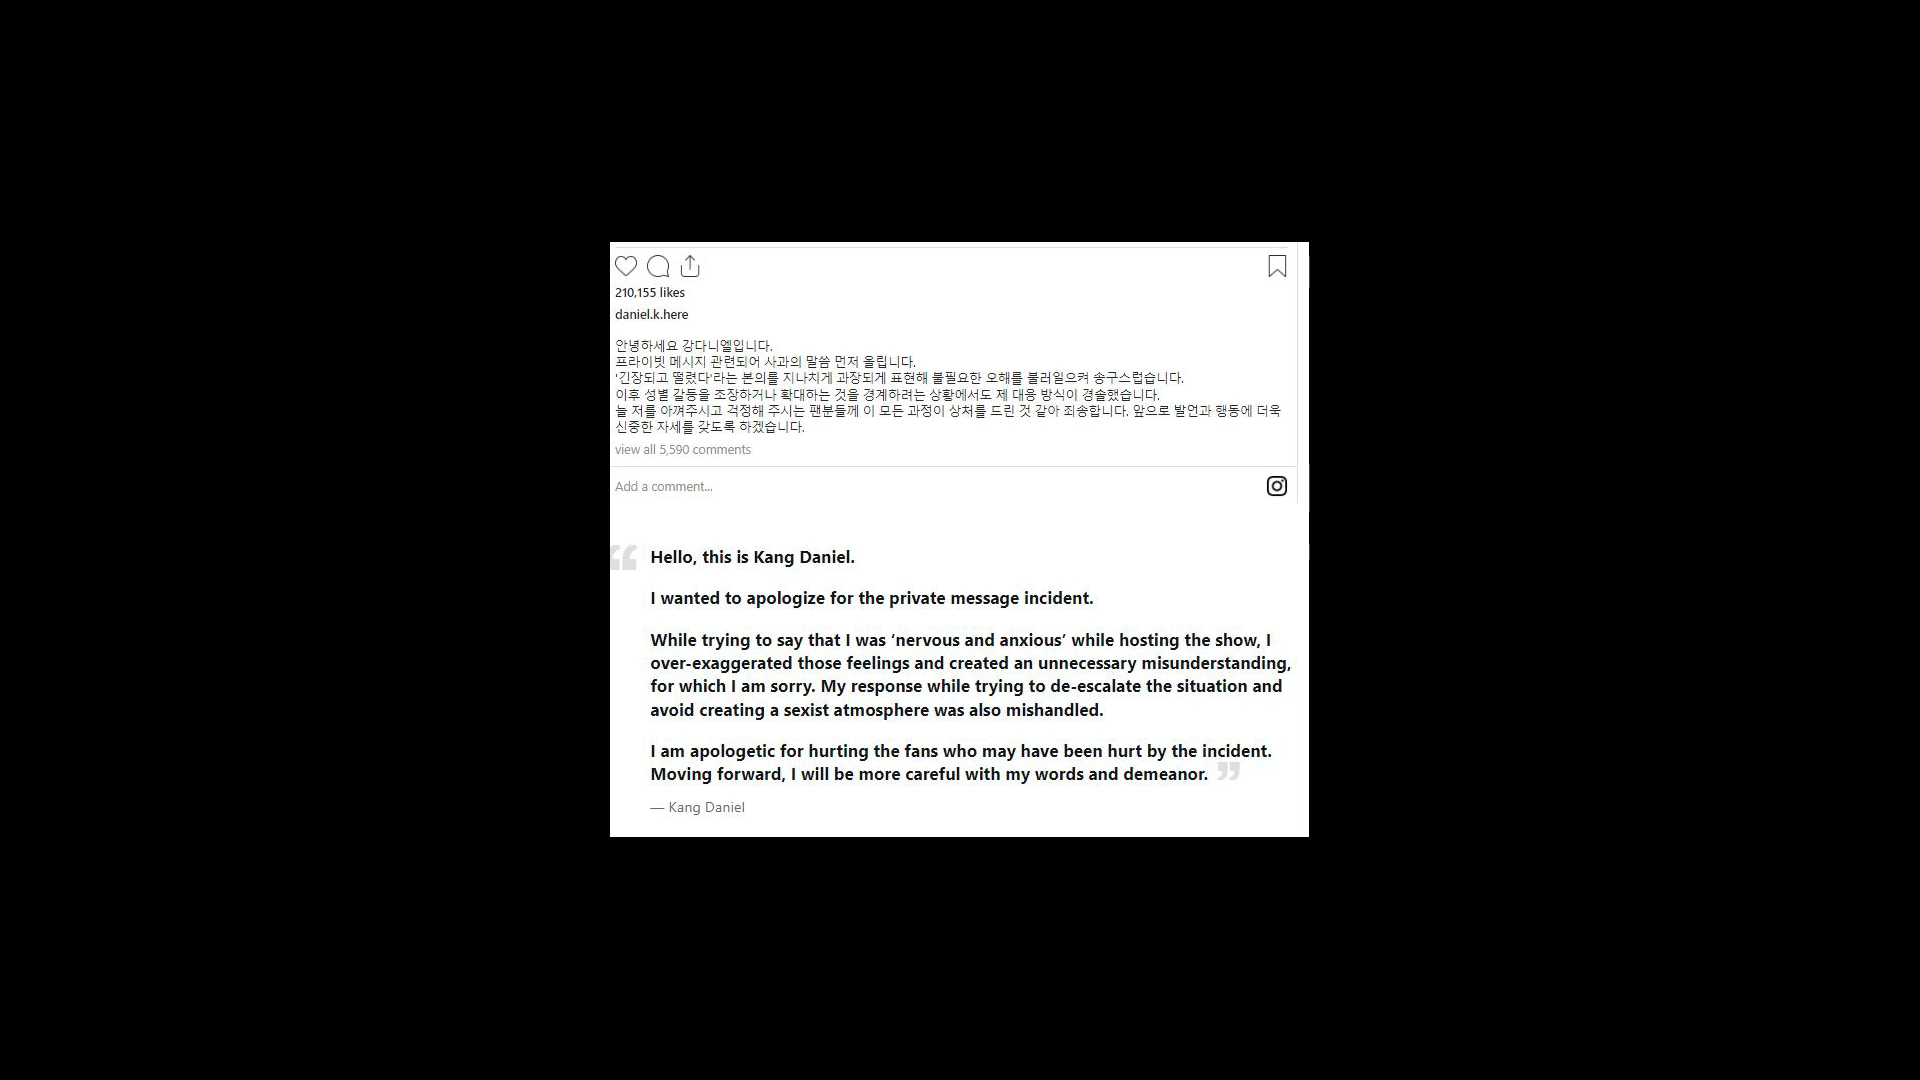 210,155 likes
daniel.k.here
안녕하세요 강다니엘입니다.
프라이빗 메시지 관련되어 사과의 말씀 먼저 올립니다.
'긴장되고 떨렸다'라는 본의를 지나치게 과장되게 표현해 불필요한 오해를 불러일으켜 송구스럽습니다.
이후 성별 갈등을 조장하거나 확대하는 것을 경계하려는 상황에서도 제 대응 방식이 경솔했습니다.
늘 저를 아껴주시고 걱정해 주시는 팬분들께 이 모든 과정이 상처를 드린 것 같아 죄송합니다. 앞으로 발언과 행동에 더욱
신중한 자세를 갖도록 하겠습니다.
view all 5,590 comments
Add a comment...
“ Hello, this is Kang Daniel.
I wanted to apologize for the private message incident.
While trying to say that I was ‘nervous and anxious’ while hosting the show, I
over-exaggerated those feelings and created an unnecessary misunderstanding,
for which I am sorry. My response while trying to de-escalate the situation and
avoid creating a sexist atmosphere was also mishandled.
I am apologetic for hurting the fans who may have been hurt by the incident.
Moving forward, I will be more careful with my words and demeanor. ”
— Kang Daniel